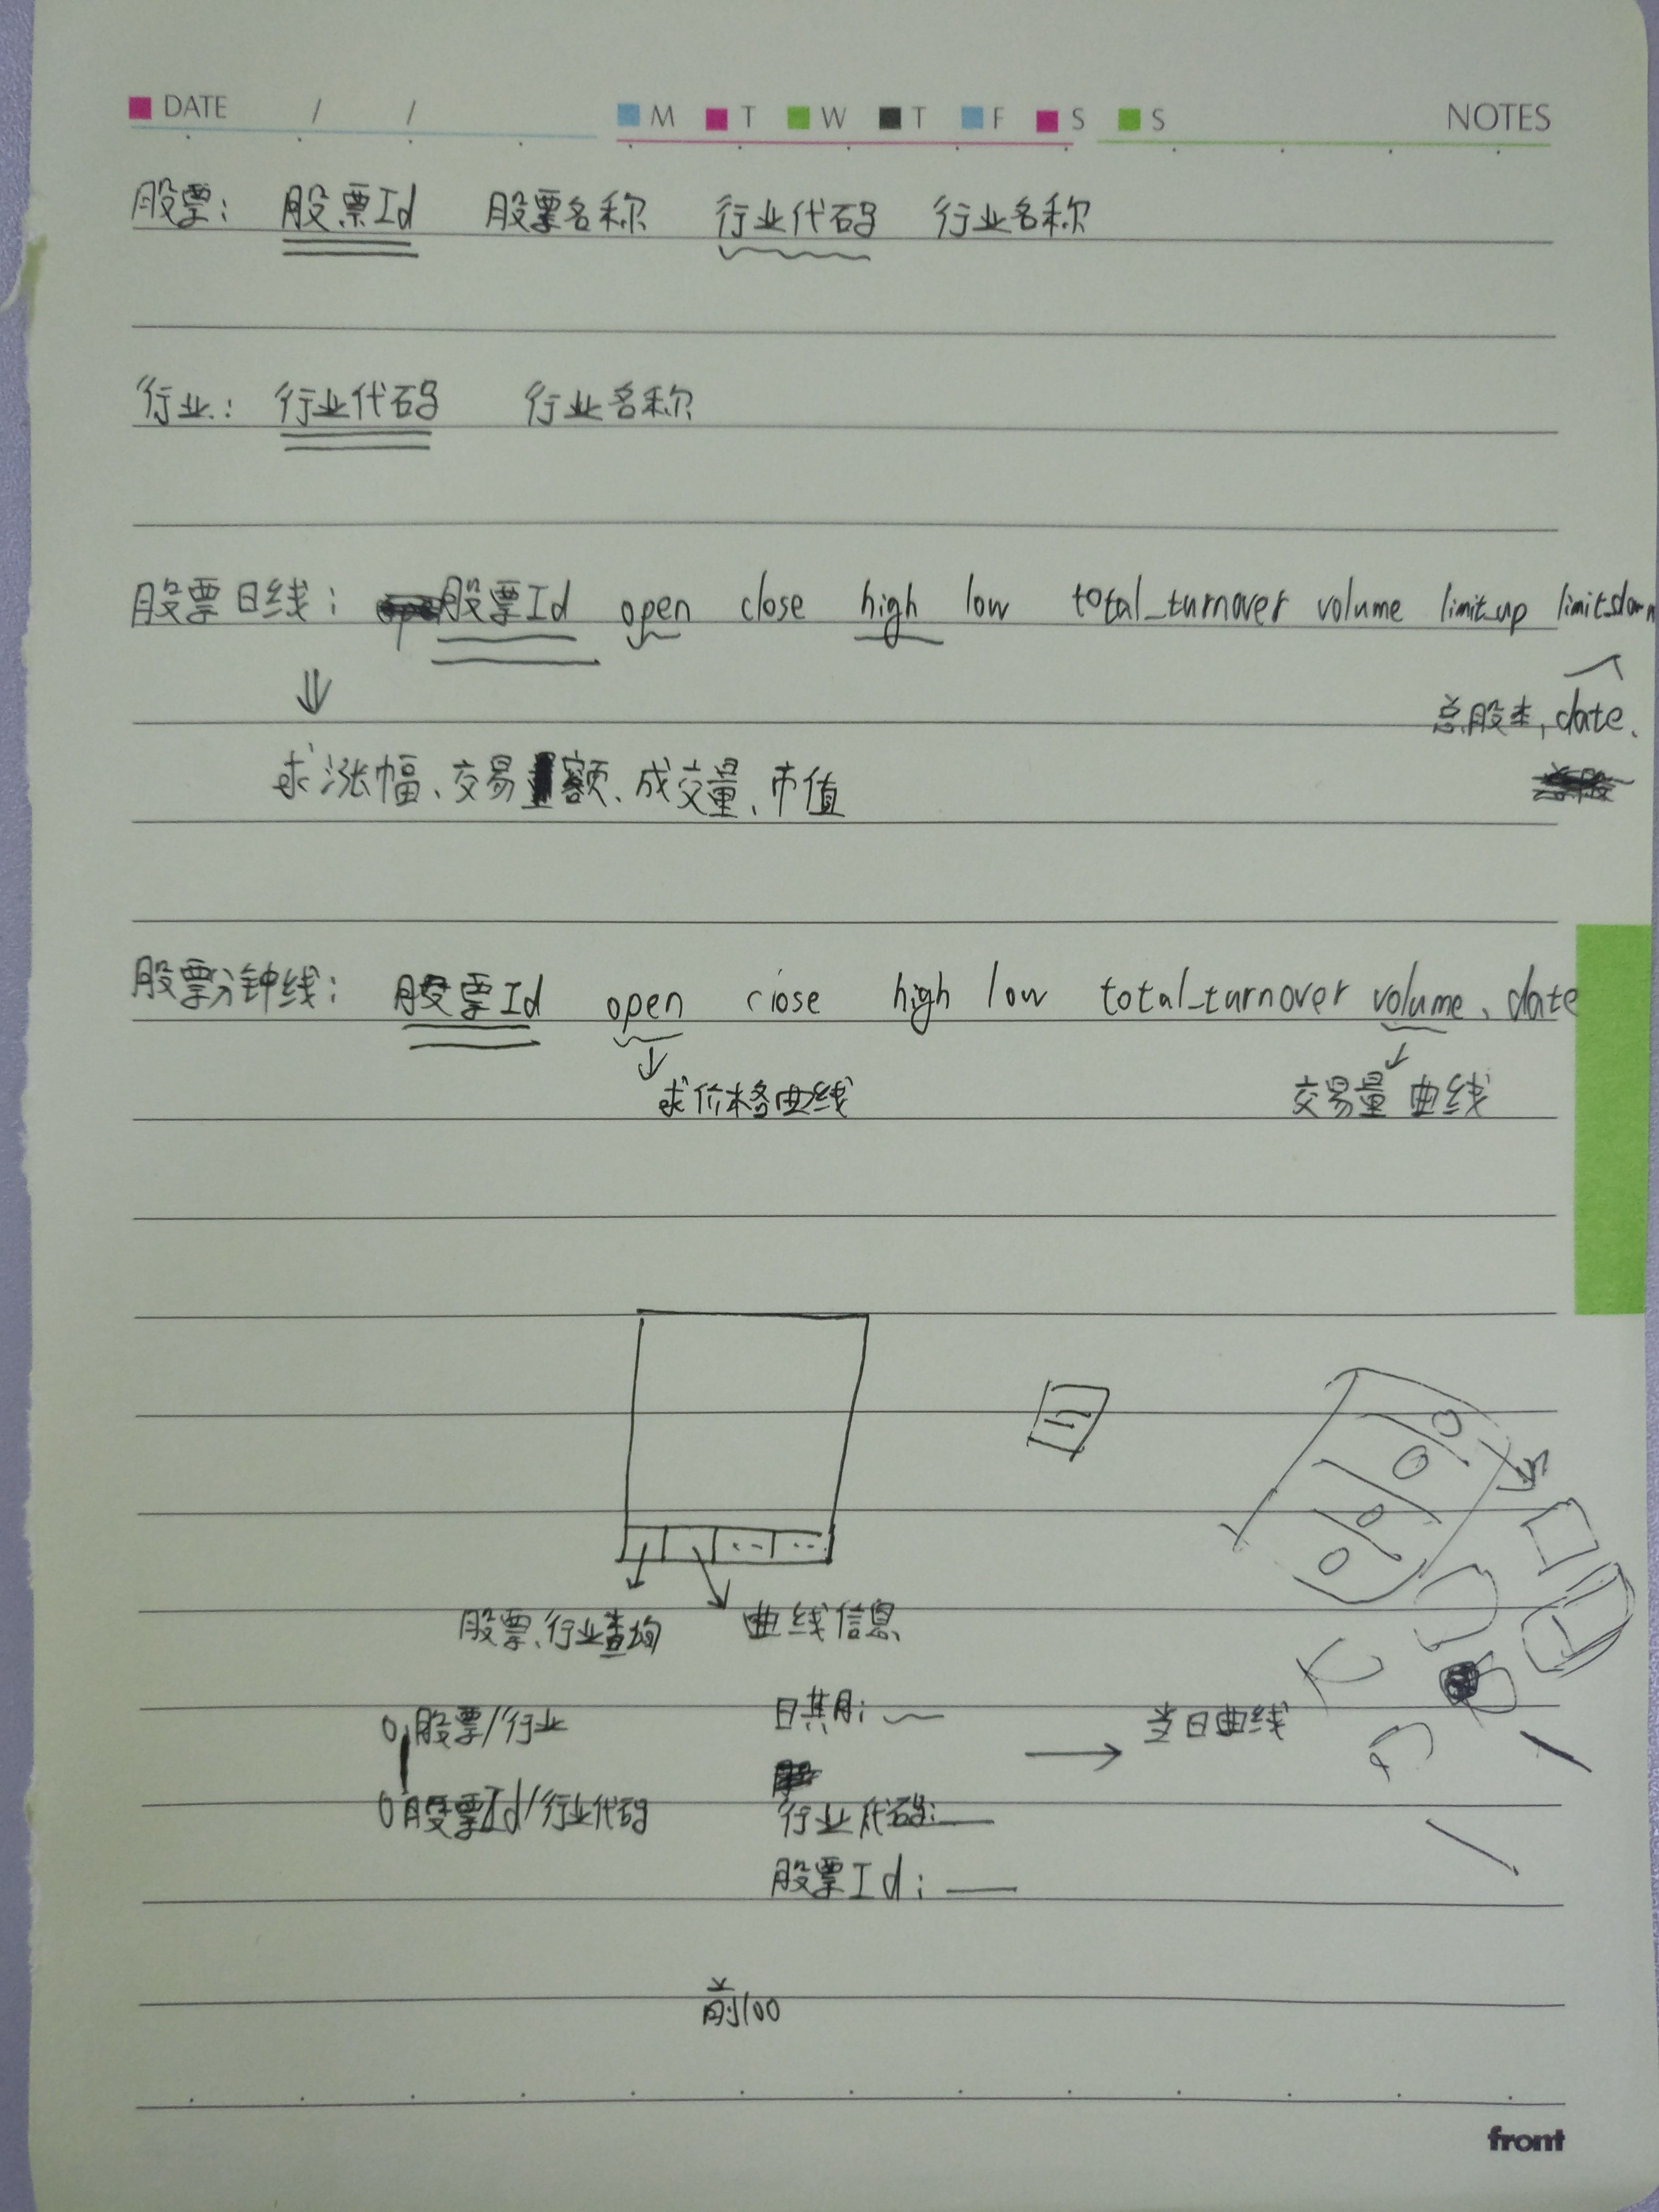 DATE / / M T W T F S S NOTES
股票: 股票Id 股票名称 行业代码 行业名称
行业: 行业代码 行业名称
股票日线: 股票Id open close high low total_turnover volume limit_up limit_down
总股本, date.
求涨幅、交易额、成交量、市值
股票分钟线: 股票Id open close high low total_turnover volume、date
求价格曲线 交易量曲线
股票、行业查询 曲线信息
股票/行业 日期: 当日曲线
股票Id/行业代码 行业代码:
股票Id:
前100
front